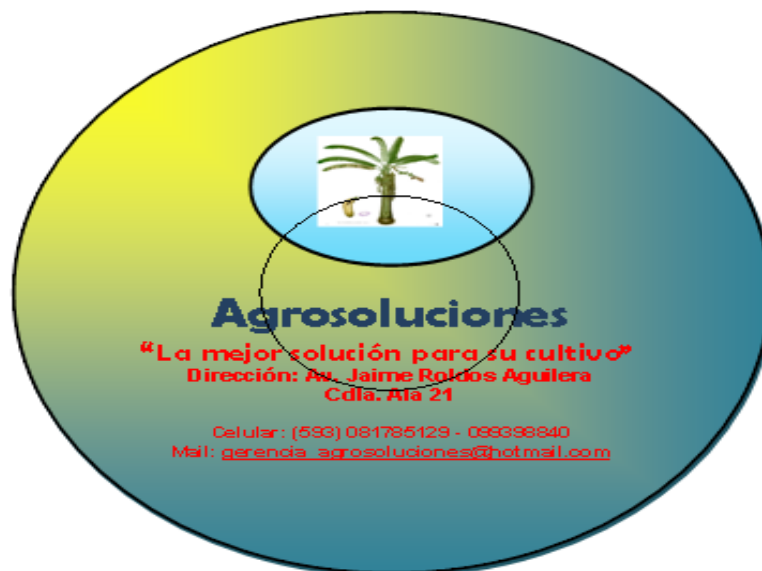 Agrosoluciones
“La mejor solución para su cultivo”
Dirección: Av. Jaime Roldos Aguilera
Cdla. Ala 21
Celular: (593) 081785129 - 099398840
Mail: gerencia_agrosoluciones@hotmail.com